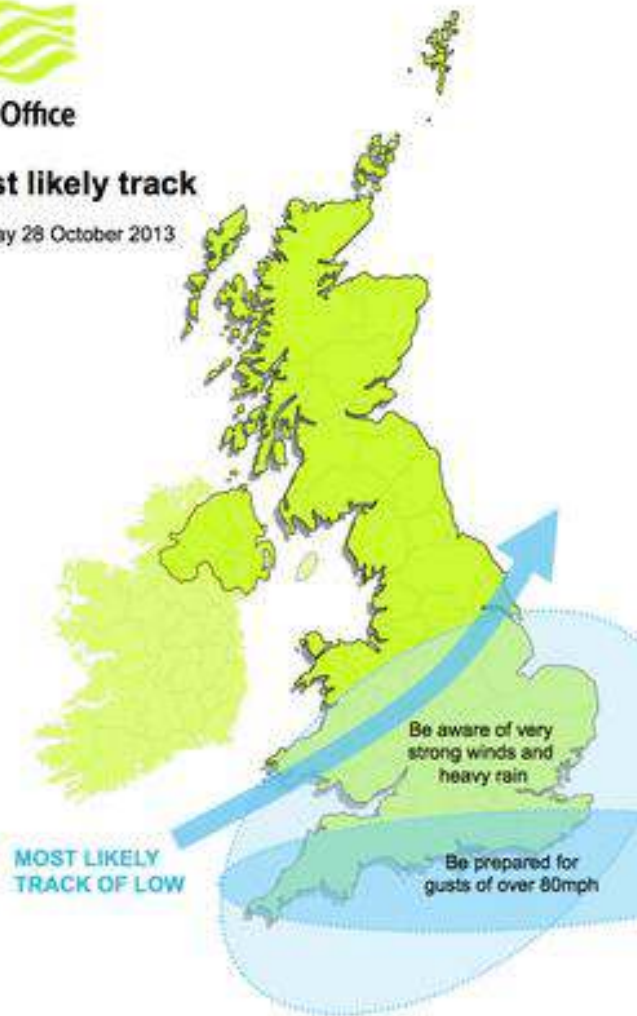 Office
st likely track
ay 28 October 2013
Be aware of very
strong winds and
heavy rain
MOST LIKELY
TRACK OF LOW
Be prepared for
gusts of over 80mph